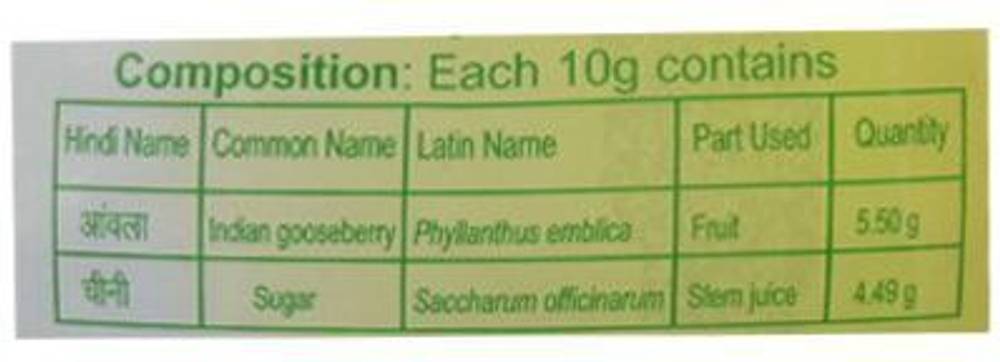 Composition: Each 10g contains
Hindi Name Common Name Latin Name Part Used Quantity
आंवला Indian gooseberry Phyllanthus emblica Fruit 5.50 g
चीनी Sugar Saccharum officinarum Stem juice 4.49 g